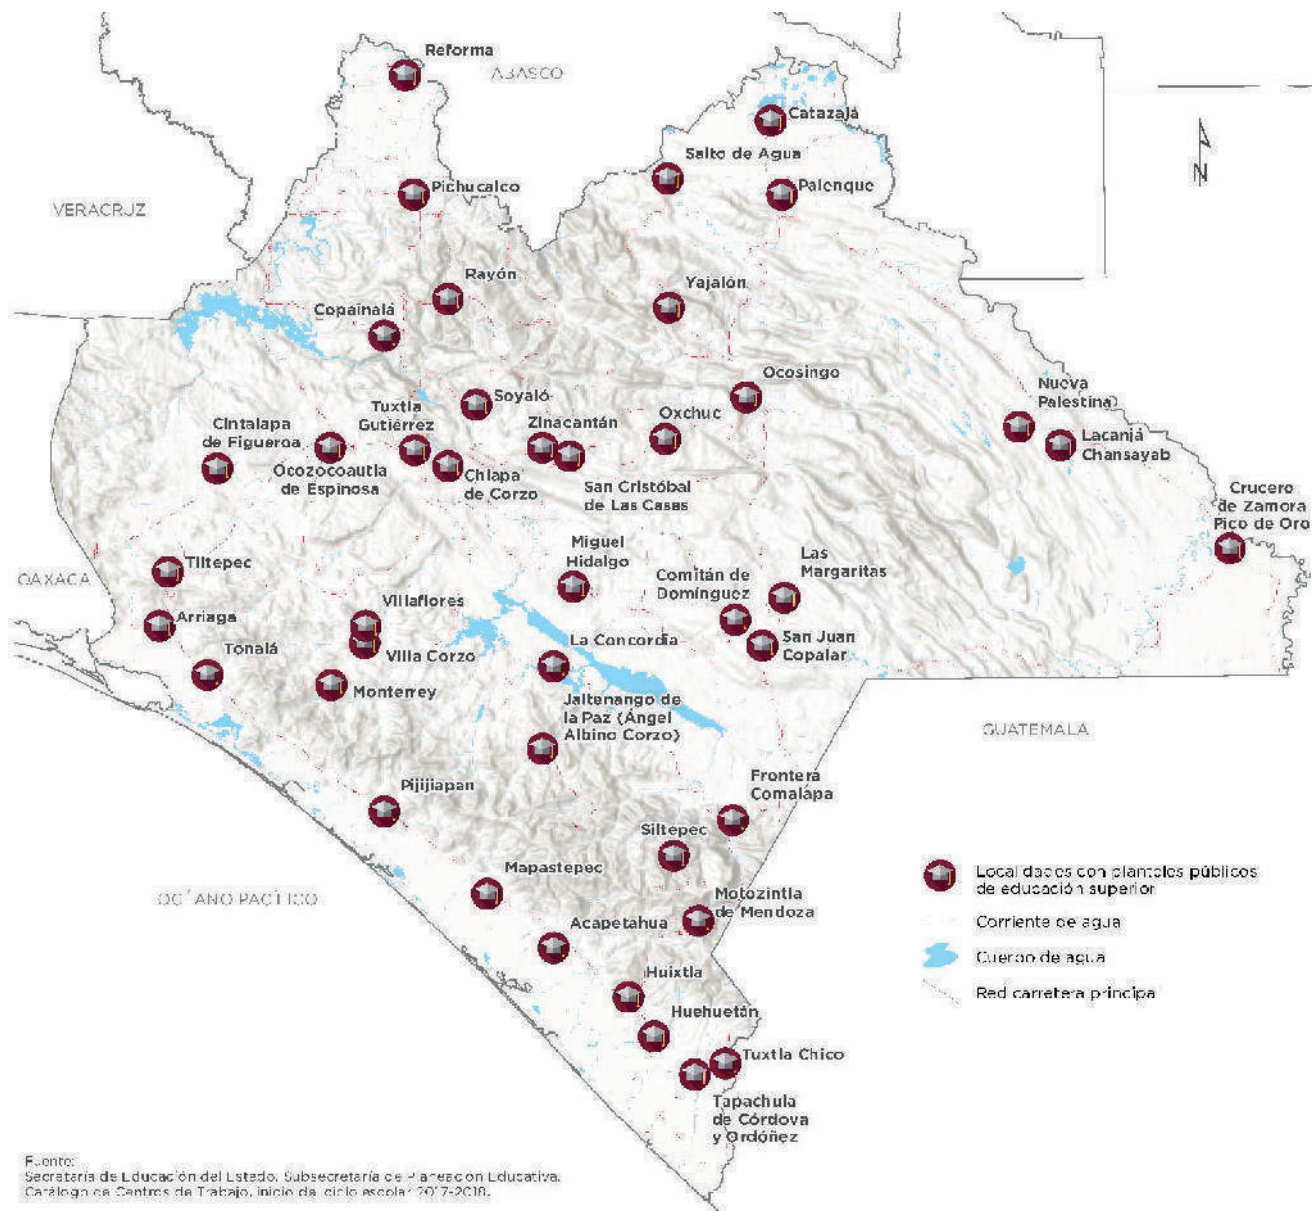 Reforma
ABASCO
Catazajá
Salto de Agua
Pichucalco
Palenque
VERACRUZ
Rayón
Yajalón
Copainalá
Ocosingo
Nueva
Palestina
Soyaló
Tuxtla
Gutiérrez
Zinacantán
Oxchuc
Cintalapa
de Figueroa
Lacanjá
Chansayab
Ocozocoautla
de Espinosa
Chiapa
de Corzo
San Cristóbal
de Las Casas
Crucero
de Zamora
Pico de Oro
Miguel
Hidalgo
Las
Margaritas
Tiltepec
Comitán de
Domínguez
OAXACA
Villaflores
Arriaga
La Concordia
San Juan
Copalar
Tonalá
Villa Corzo
Monterrey
Jaltenango de
la Paz (Ángel
Albino Corzo)
GUATEMALA
Frontera
Comalapa
Pijijiapan
Siltepec
Mapastepec
Motozintla
de Mendoza
OCÉANO PACÍFICO
Acapetahua
Huixtla
Huehuetán
Tuxtla Chico
Tapachula
de Córdova
y Ordóñez
N
Localidades con planteles públicos
de educación superior
Corriente de agua
Cuerpo de agua
Red carretera principa
Fuente:
Secretaría de Educación del Estado. Subsecretaría de Planeación Educativa.
Catálogo de Centros de Trabajo, inicio de ciclo escolar 2017-2018.